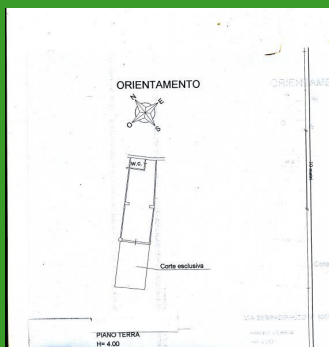 ORIENTAMENTO
N
E
O
S
W.C.
Corte esclusiva
PIANO TERRA
H= 4.00